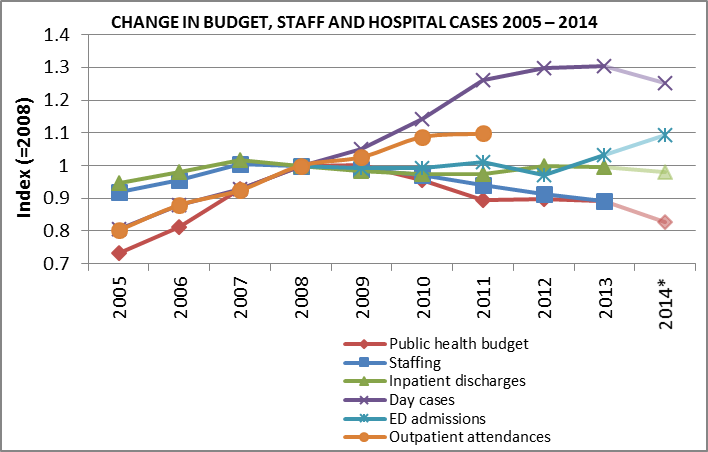 CHANGE IN BUDGET, STAFF AND HOSPITAL CASES 2005 – 2014
Index (=2008)
1.4
1.3
1.2
1.1
1
0.9
0.8
0.7
2005
2006
2007
2008
2009
2010
2011
2012
2013
2014*
Public health budget
Staffing
Inpatient discharges
Day cases
ED admissions
Outpatient attendances